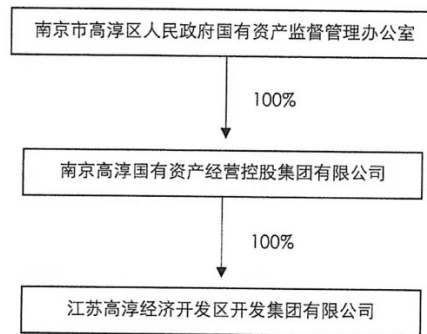 南京市高淳区人民政府国有资产监督管理办公室
100%
南京高淳国有资产经营控股集团有限公司
100%
江苏高淳经济开发区开发集团有限公司